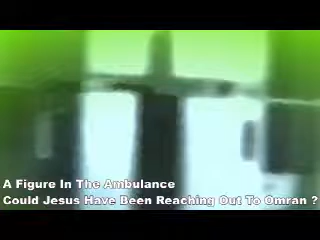 A Figure In The Ambulance
Could Jesus Have Been Reaching Out To Omran ?